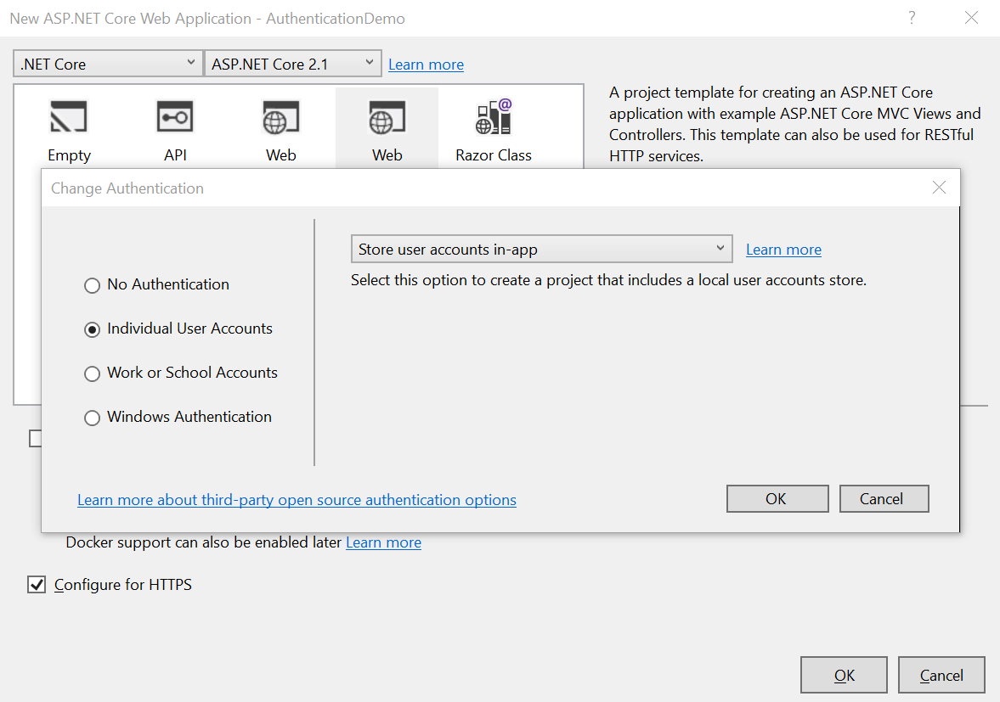 New ASP.NET Core Web Application - AuthenticationDemo
?
.NET Core
ASP.NET Core 2.1
Learn more
Empty
API
Web
Web
Razor Class
A project template for creating an ASP.NET Core
application with example ASP.NET Core MVC Views and
Controllers. This template can also be used for RESTful
HTTP services.
Change Authentication
No Authentication
Individual User Accounts
Work or School Accounts
Windows Authentication
Store user accounts in-app
Learn more
Select this option to create a project that includes a local user accounts store.
Learn more about third-party open source authentication options
OK
Cancel
Docker support can also be enabled later Learn more
Configure for HTTPS
OK
Cancel